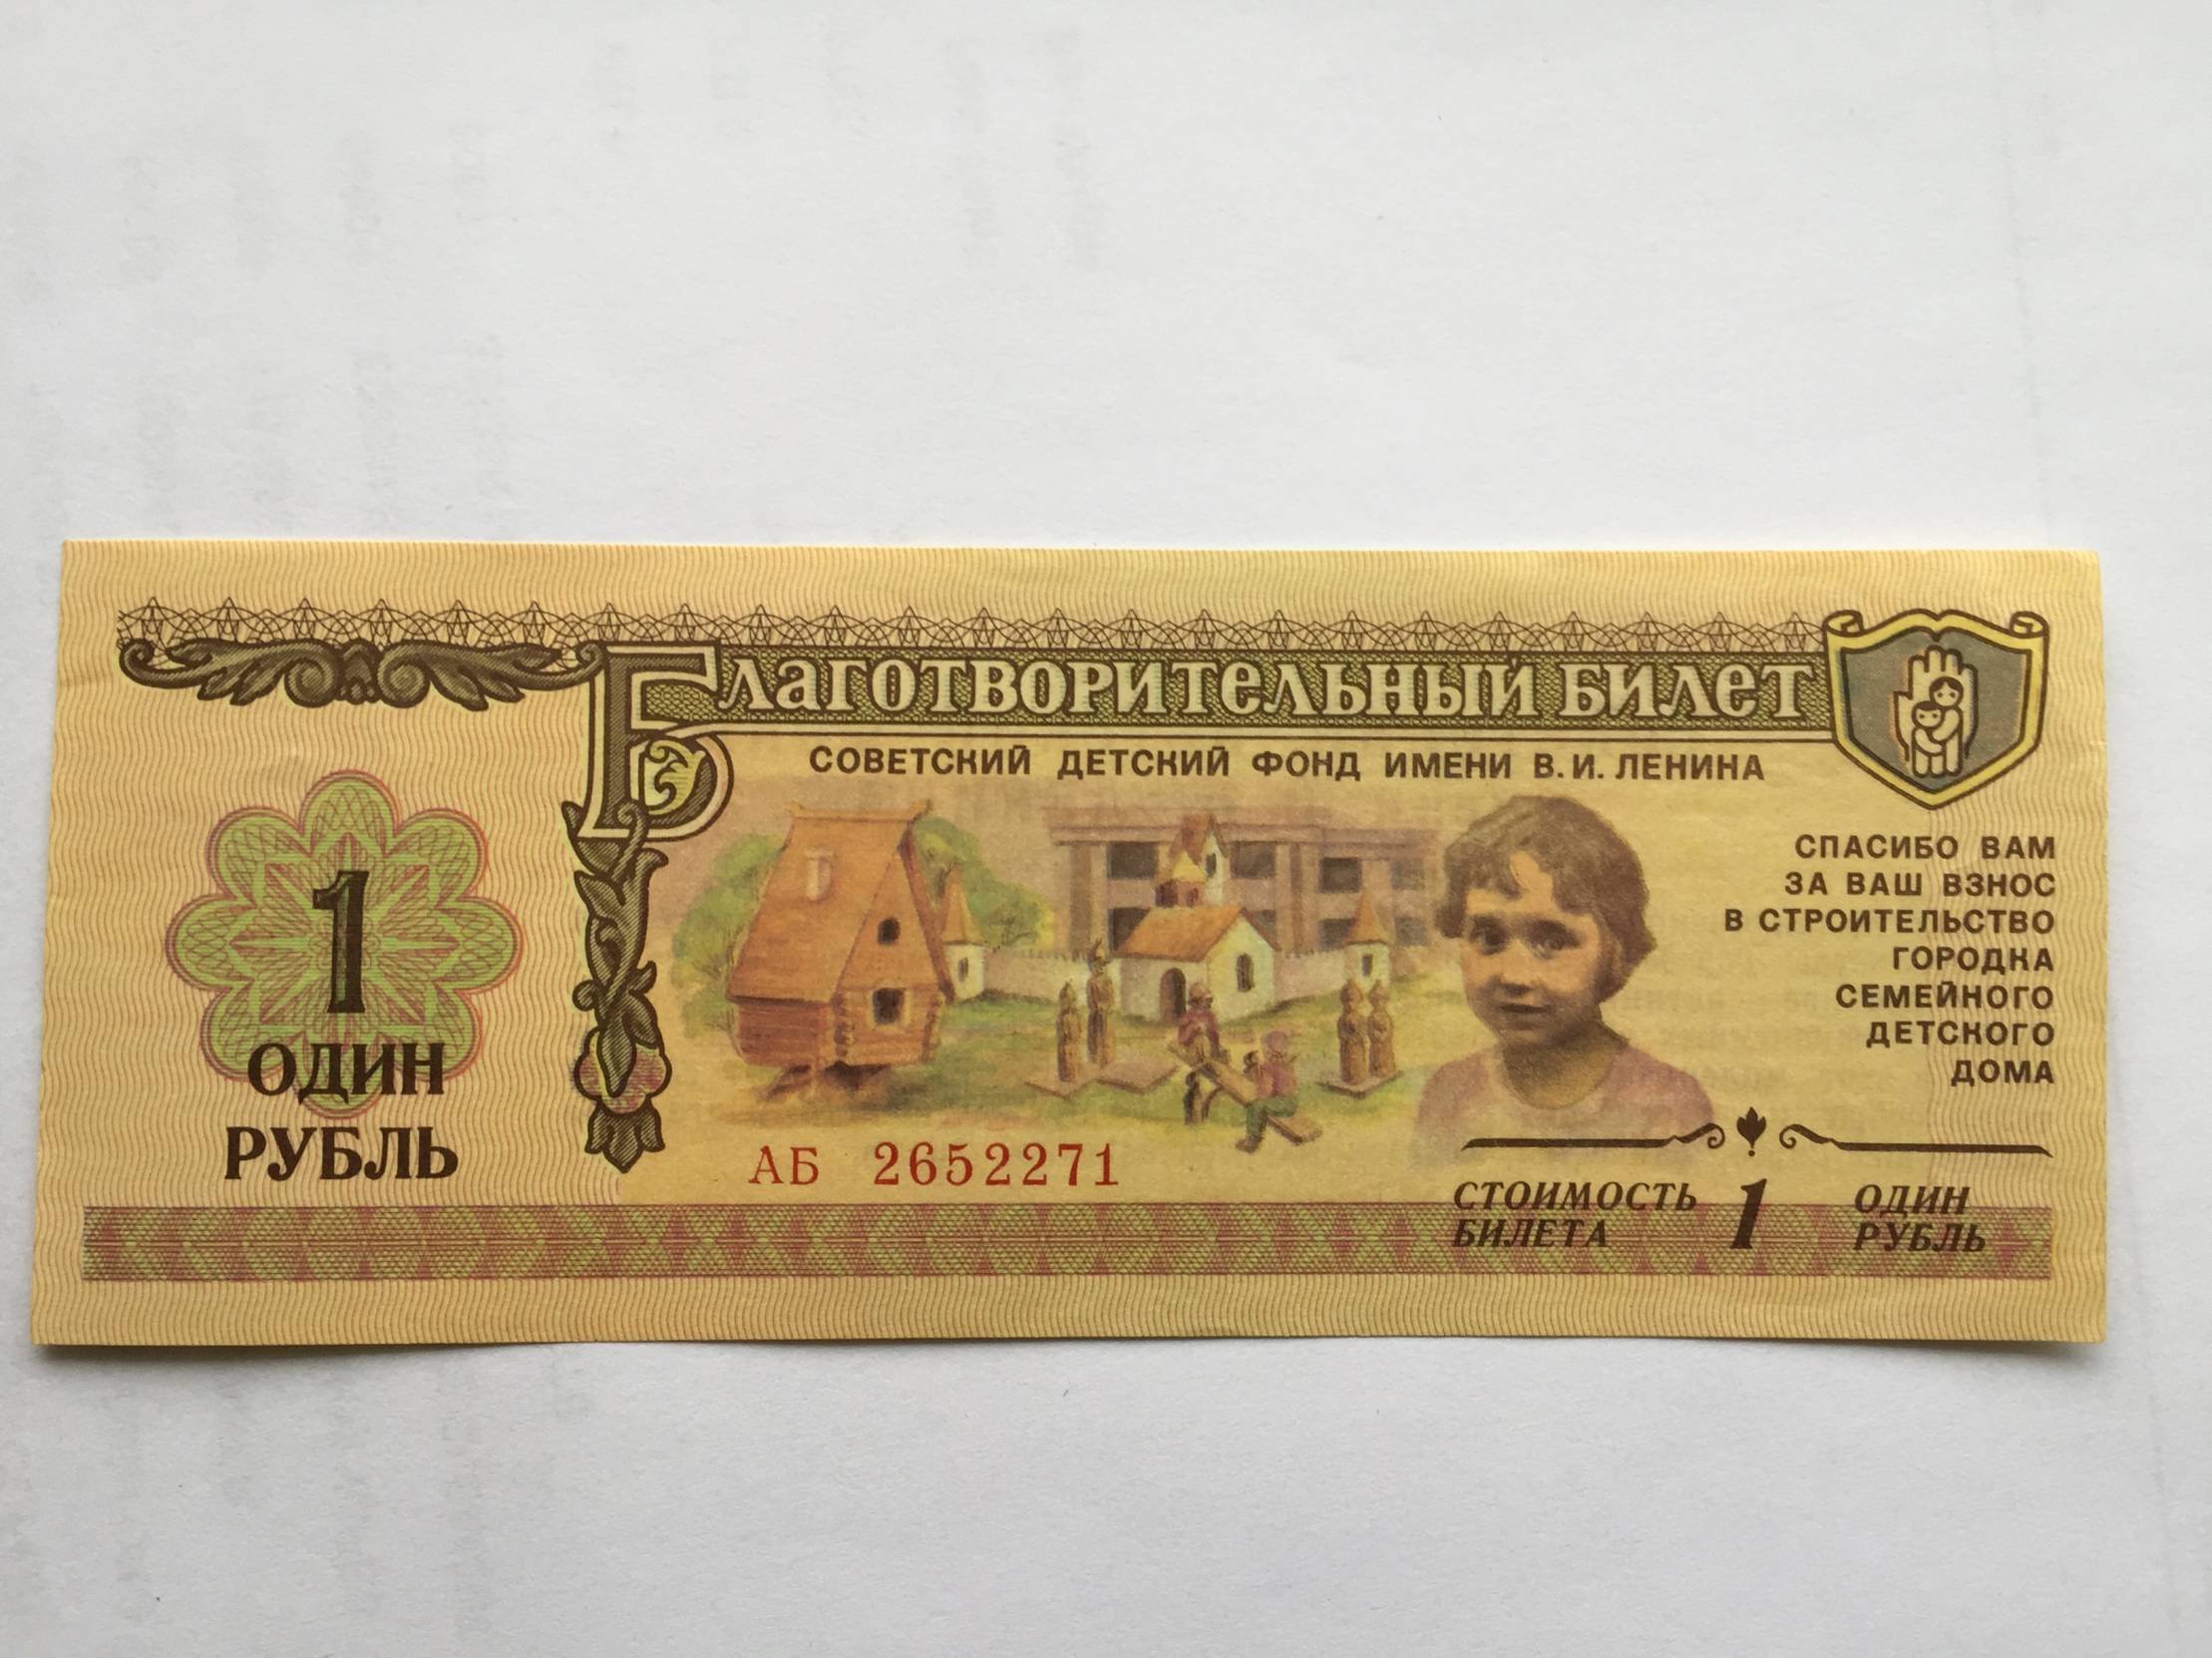 Благотворительный билет
СОВЕТСКИЙ ДЕТСКИЙ ФОНД ИМЕНИ В.И. ЛЕНИНА
1
ОДИН
РУБЛЬ
СПАСИБО ВАМ
ЗА ВАШ ВЗНОС
В СТРОИТЕЛЬСТВО
ГОРОДКА
СЕМЕЙНОГО
ДЕТСКОГО
ДОМА
АБ 2652271
СТОИМОСТЬ
БИЛЕТА
1
ОДИН
РУБЛЬ